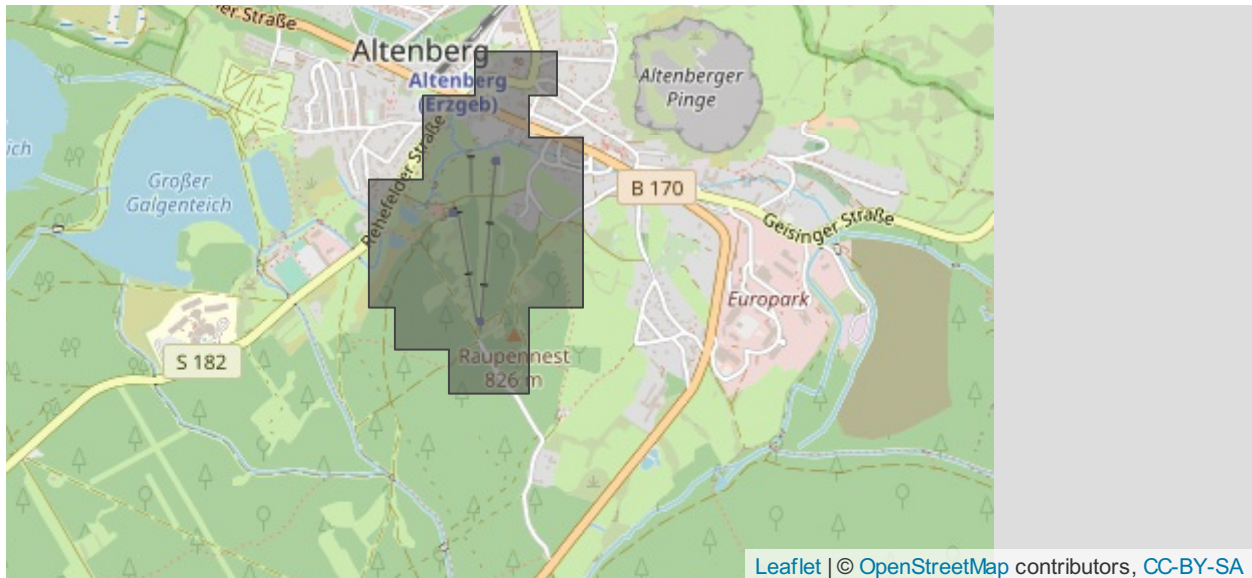 er Straße
Altenberg
Altenberg
(Erzgeb)
Altenberger
Pinge
ich
Großer
Galgenteich
Rehefelder Straße
B 170
Geisinger Straße
Europark
S 182
Raupennest
826 m
Leaflet | © OpenStreetMap contributors, CC-BY-SA